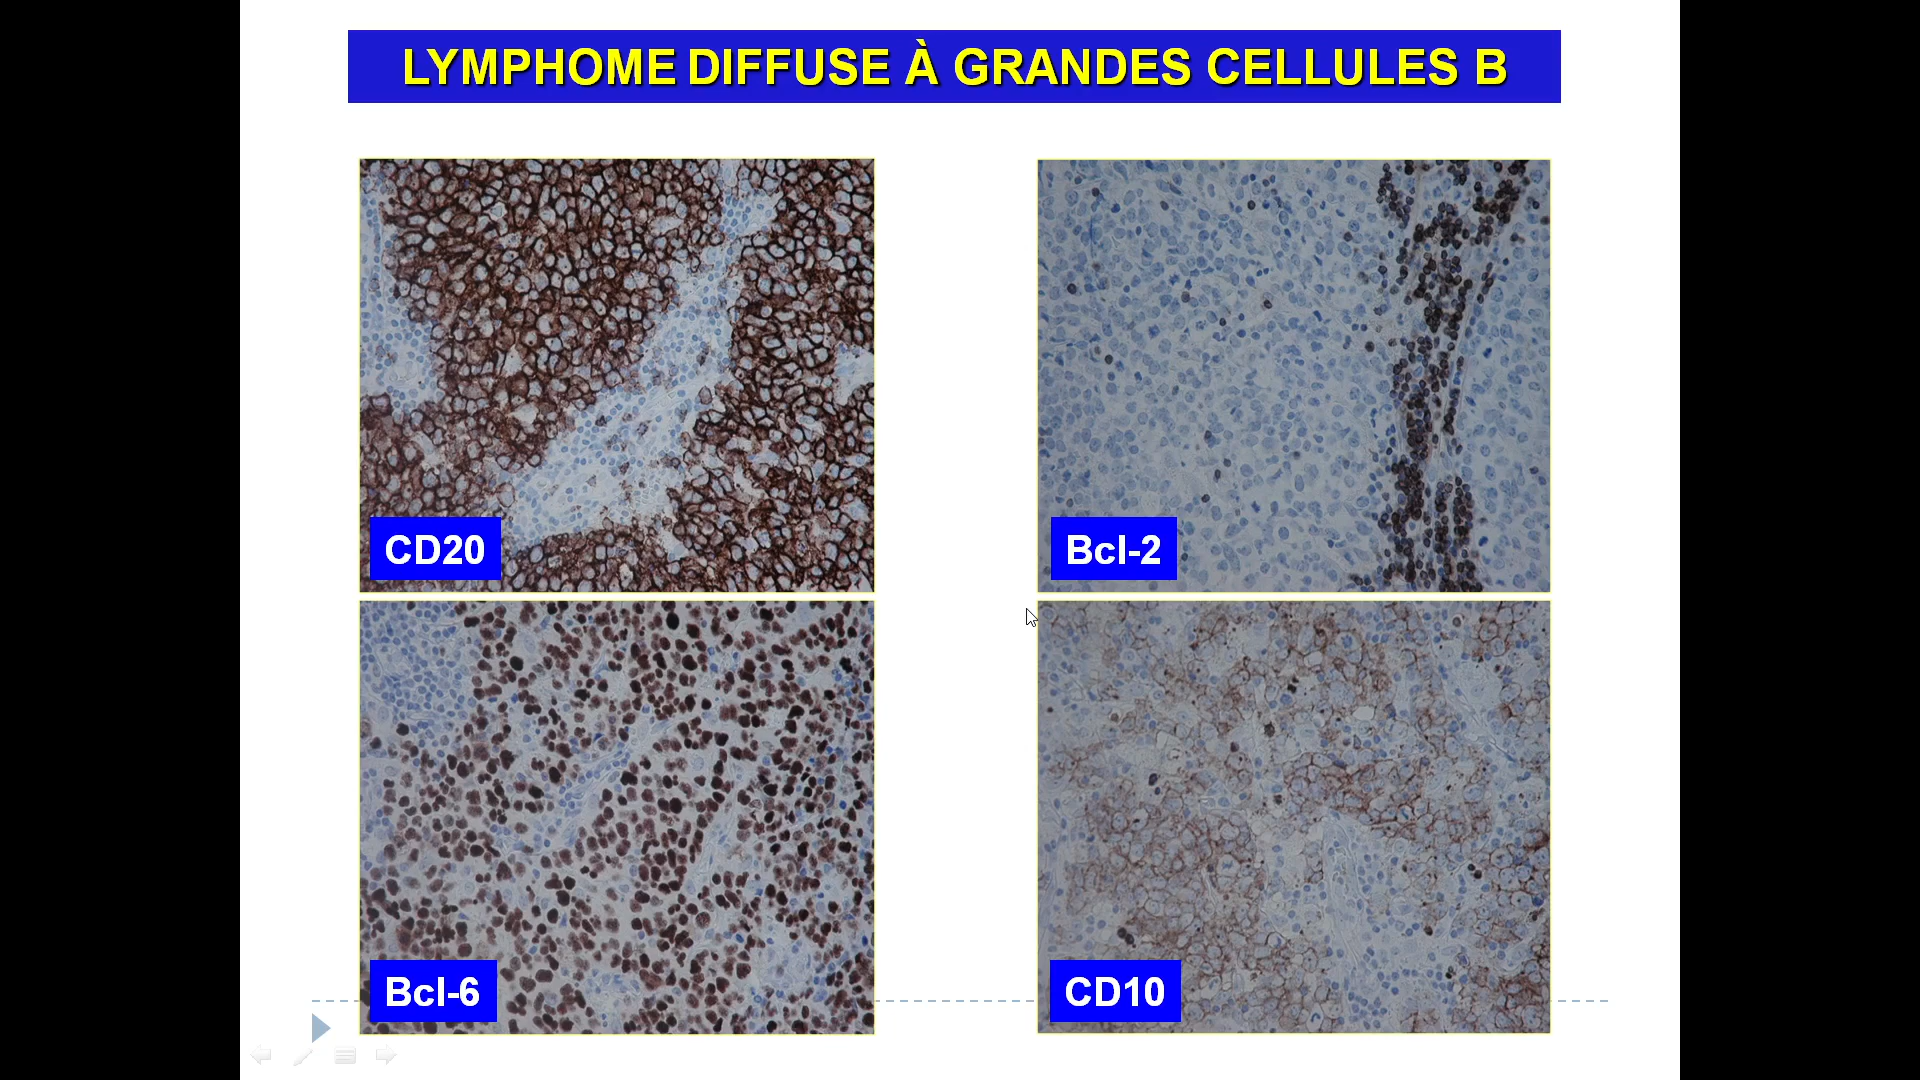 LYMPHOME DIFFUSE À GRANDES CELLULES B
CD20
Bcl-2
Bcl-6
CD10